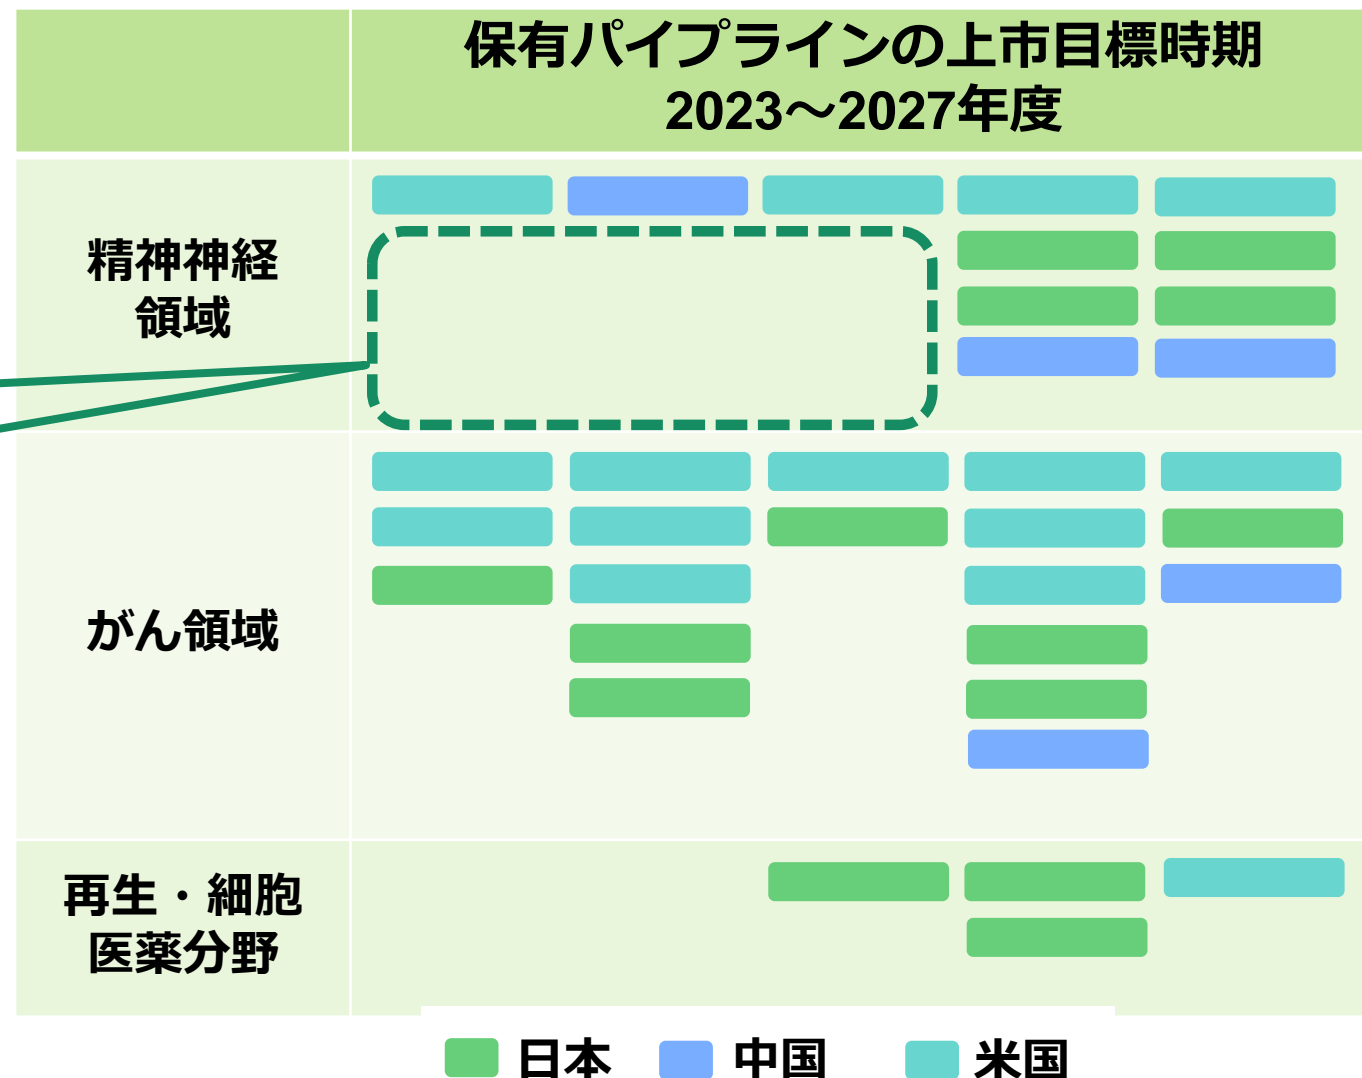 保有パイプラインの上市目標時期
2023～2027年度
精神神経
領域
がん領域
再生・細胞
医薬分野
日本
中国
米国